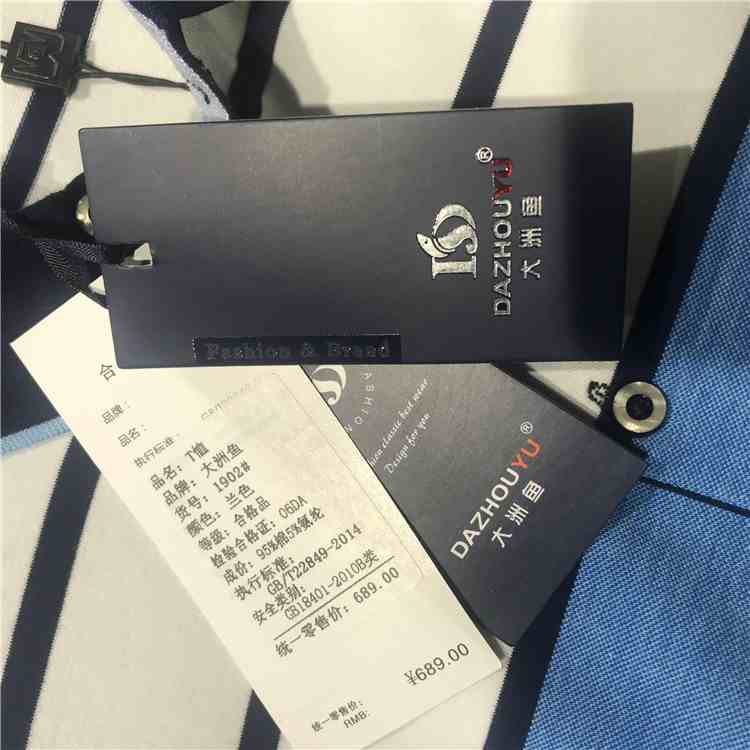 DAZHOUYU®
大洲鱼
Fashion & Brand
DAZHOUYU®
大洲鱼
classic best wear
Design for you
合
品牌:
品名:
执行标准:
品名: T恤
品牌: 大洲鱼
货号: 1902#
颜色: 兰色
等级: 合格品
检验合格证: 06DA
成价: 95%棉5%氨纶
执行标准:
GB/T22849-2014
安全类别:
GB18401-2010B类
统一零售价: 689.00
¥689.00
统一零售价:
RMB: